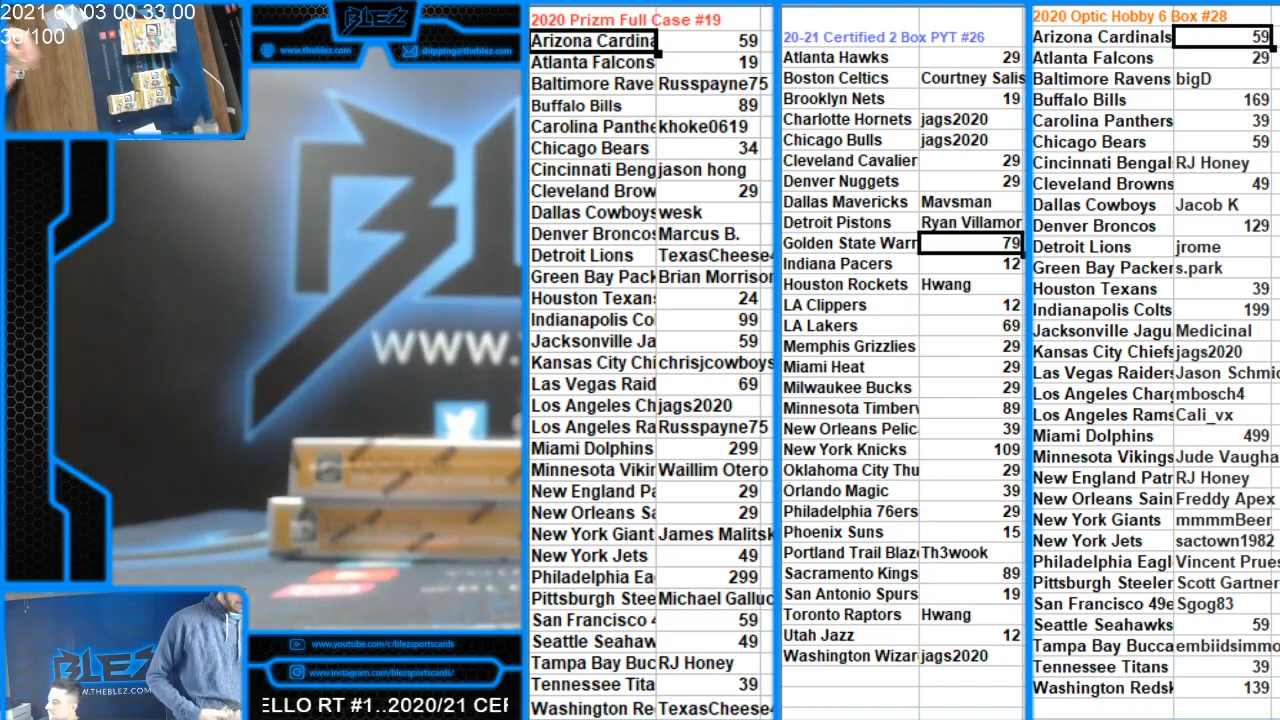 2021 01 03 00 33 00
36/100
BLEZ
www.theblez.com
shipping@theblez.com
WWW.
BLEZ
W.THEBLEZ.COM
www.youtube.com/c/blezsportscards
www.instagram.com/blezsportscards/
ELLO RT #1..2020/21 CER
2020 Prizm Full Case #19
Arizona Cardina 59
Atlanta Falcons 19
Baltimore Rave Russpayne75
Buffalo Bills 89
Carolina Panthe khoke0619
Chicago Bears 34
Cincinnati Beng jason hong
Cleveland Brow 29
Dallas Cowboys wesk
Denver Broncos Marcus B.
Detroit Lions TexasCheese4
Green Bay Pack Brian Morrison
Houston Texans 24
Indianapolis Co 99
Jacksonville Ja 59
Kansas City Chi chrisjcowboys
Las Vegas Raid 69
Los Angeles Ch jags2020
Los Angeles Ra Russpayne75
Miami Dolphins 299
Minnesota Vikin Waillim Otero
New England Pa 29
New Orleans Sa 29
New York Giant James Malitsk
New York Jets 49
Philadelphia Ea 299
Pittsburgh Stee Michael Galluc
San Francisco 4 59
Seattle Seahaw 49
Tampa Bay Buc RJ Honey
Tennessee Tita 39
Washington Re TexasCheese4
20-21 Certified 2 Box PYT #26
Atlanta Hawks 29
Boston Celtics Courtney Salis
Brooklyn Nets 19
Charlotte Hornets jags2020
Chicago Bulls jags2020
Cleveland Cavalier 29
Denver Nuggets 29
Dallas Mavericks Mavsman
Detroit Pistons Ryan Villamor
Golden State Warr 79
Indiana Pacers 12
Houston Rockets Hwang
LA Clippers 12
LA Lakers 69
Memphis Grizzlies 29
Miami Heat 29
Milwaukee Bucks 29
Minnesota Timberv 89
New Orleans Pelic 39
New York Knicks 109
Oklahoma City Thu 29
Orlando Magic 39
Philadelphia 76ers 29
Phoenix Suns 15
Portland Trail Blaze Th3wook
Sacramento Kings 89
San Antonio Spurs 19
Toronto Raptors Hwang
Utah Jazz 12
Washington Wizar jags2020
2020 Optic Hobby 6 Box #28
Arizona Cardinals 59
Atlanta Falcons 29
Baltimore Ravens bigD
Buffalo Bills 169
Carolina Panthers 39
Chicago Bears 59
Cincinnati Bengal RJ Honey
Cleveland Browns 49
Dallas Cowboys Jacob K
Denver Broncos 129
Detroit Lions jrome
Green Bay Packer s.park
Houston Texans 39
Indianapolis Colts 199
Jacksonville Jagu Medicinal
Kansas City Chiefs jags2020
Las Vegas Raiders Jason Schmic
Los Angeles Charg mbosch4
Los Angeles Rams Cali_vx
Miami Dolphins 499
Minnesota Vikings Jude Vaugha
New England Patr RJ Honey
New Orleans Sain Freddy Apex
New York Giants mmmmBeer
New York Jets sactown1982
Philadelphia Eagl Vincent Prues
Pittsburgh Steeler Scott Gartner
San Francisco 49e Sgog83
Seattle Seahawks 59
Tampa Bay Bucca embiidsimmo
Tennessee Titans 39
Washington Redsk 139